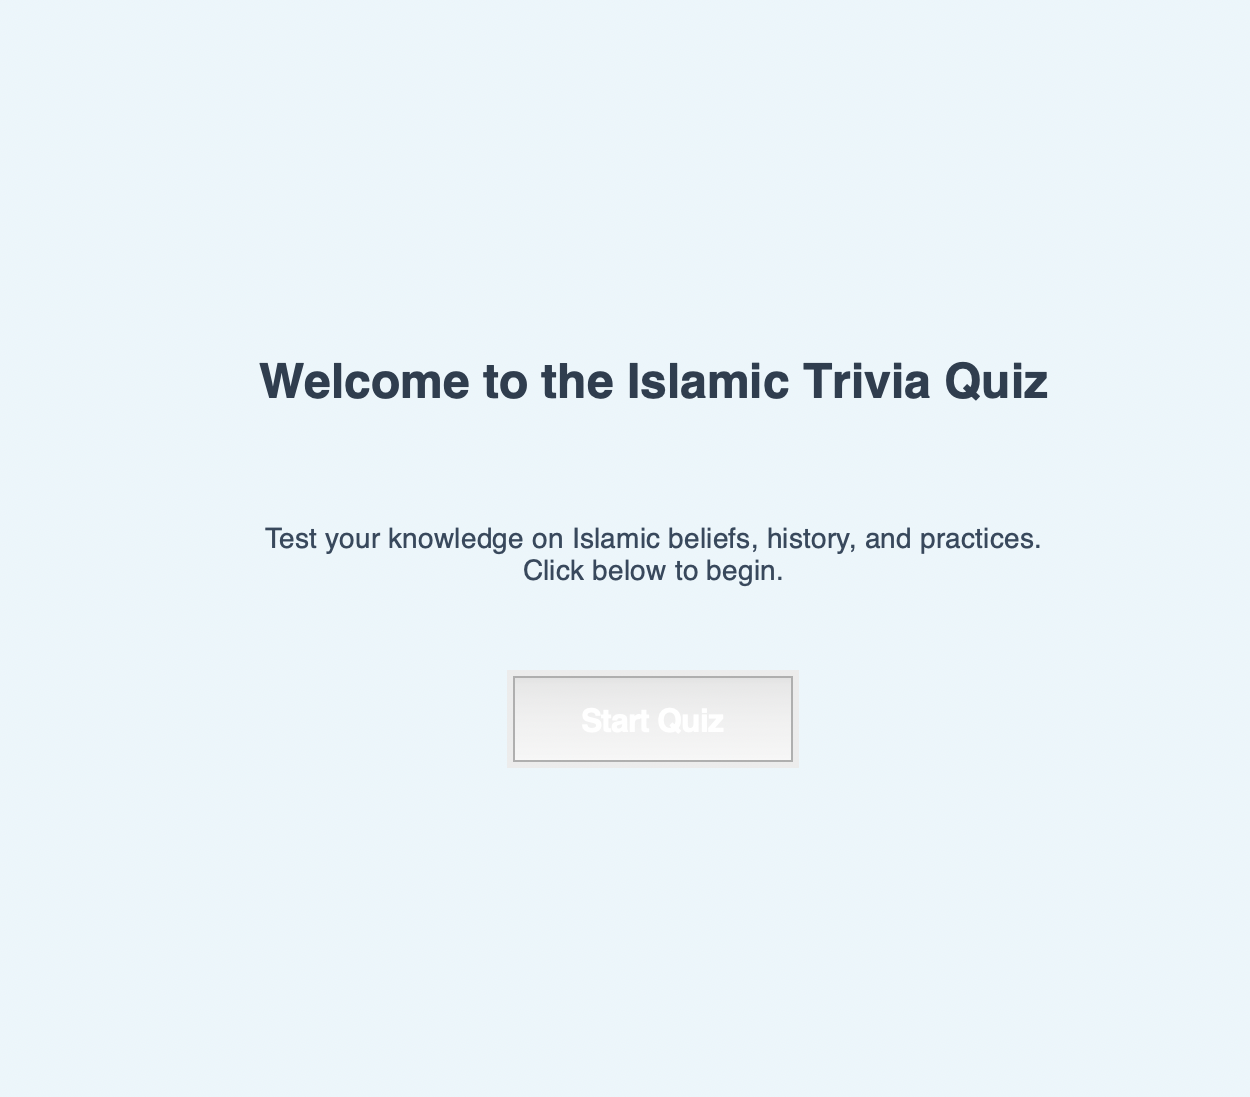 Welcome to the Islamic Trivia Quiz
Test your knowledge on Islamic beliefs, history, and practices.
Click below to begin.
Start Quiz